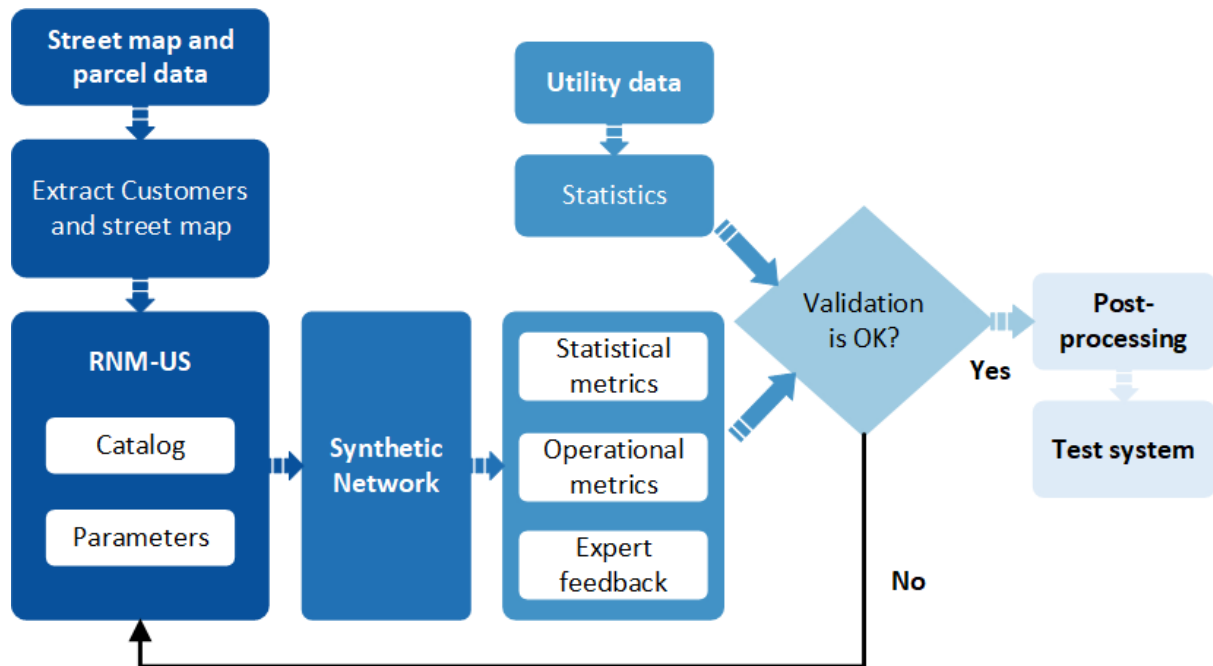 Street map and
parcel data
Extract Customers
and street map
RNM-US
Catalog
Parameters
Synthetic
Network
Utility data
Statistics
Statistical
metrics
Operational
metrics
Expert
feedback
Validation
is OK?
Yes
No
Post-
processing
Test system